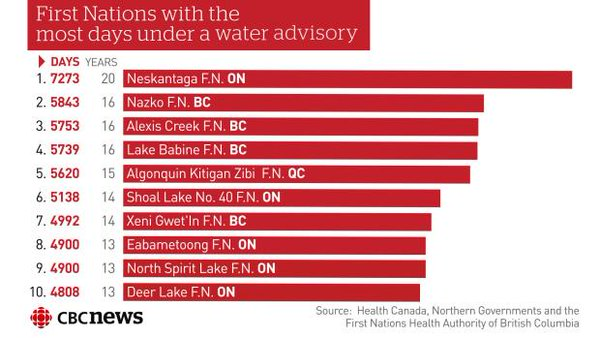 First Nations with the
most days under a water advisory
DAYS YEARS
1. 7273 20 Neskantaga F.N. ON
2. 5843 16 Nazko F.N. BC
3. 5753 16 Alexis Creek F.N. BC
4. 5739 16 Lake Babine F.N. BC
5. 5620 15 Algonquin Kitigan Zibi F.N. QC
6. 5138 14 Shoal Lake No. 40 F.N. ON
7. 4992 14 Xeni Gwet'In F.N. BC
8. 4900 13 Eabametoong F.N. ON
9. 4900 13 North Spirit Lake F.N. ON
10. 4808 13 Deer Lake F.N. ON
CBCnews
Source: Health Canada, Northern Governments and the
First Nations Health Authority of British Columbia